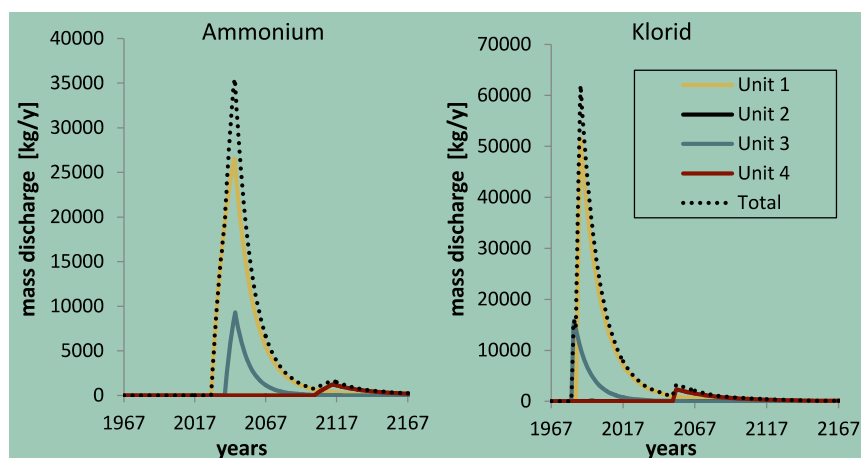 Ammonium
mass discharge [kg/y]
40000
35000
30000
25000
20000
15000
10000
5000
0
1967 2017 2067 2117 2167
years
Klorid
mass discharge [kg/y]
70000
60000
50000
40000
30000
20000
10000
0
1967 2017 2067 2117 2167
years
Unit 1
Unit 2
Unit 3
Unit 4
Total